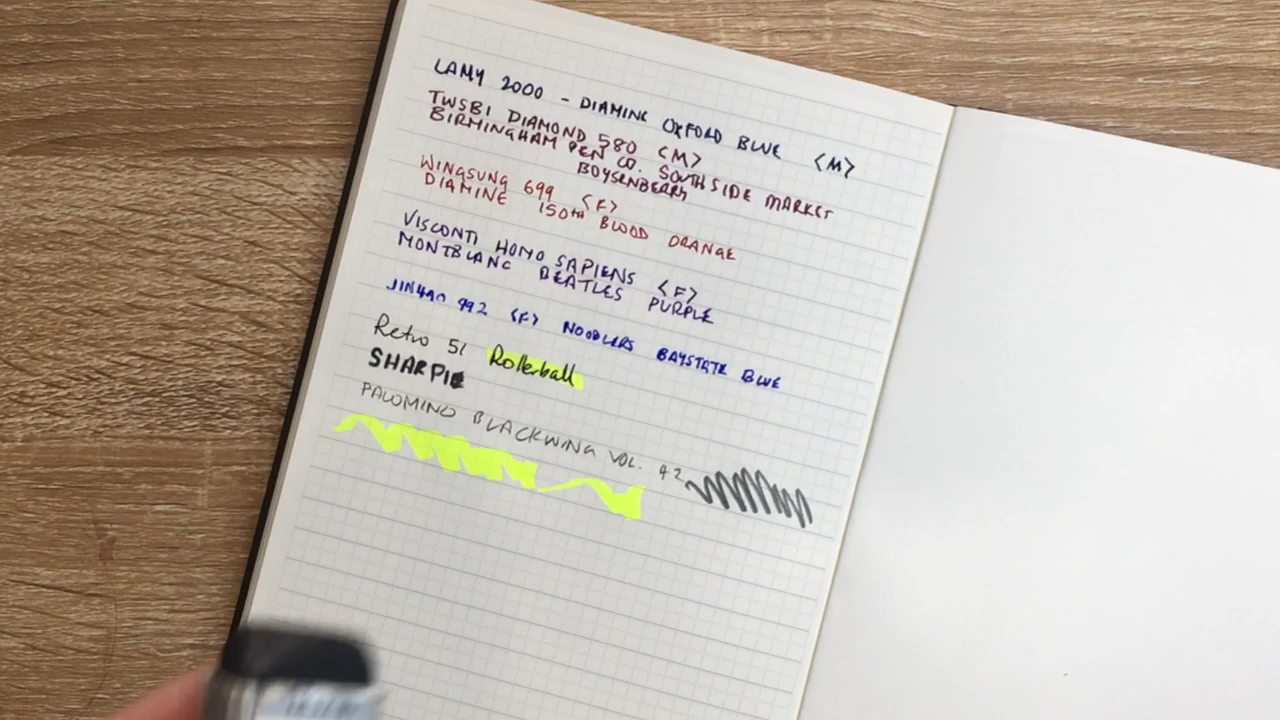 LAMY 2000 - DIAMINE OXFORD BLUE <M>
TWSBI DIAMOND 580 <M>
BIRMINGHAM PEN CO. SOUTHSIDE MARKET
BOYSENBERRY
WINGSUNG 699 <F>
DIAMINE 150TH BLOOD ORANGE
VISCONTI HOMO SAPIENS <F>
MONTBLANC BEATLES PURPLE
JINHAO 992 <F> NOODLERS BAYSTATE BLUE
Retro 51 Rollerball
SHARPIE
PALOMINO BLACKWING VOL. 42